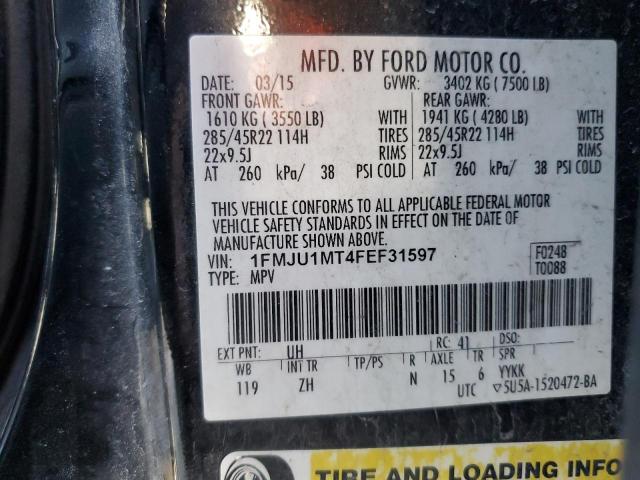 MFD. BY FORD MOTOR CO.
DATE: 03/15 GVWR: 3402 KG ( 7500 LB)
FRONT GAWR: REAR GAWR:
1610 KG ( 3550 LB) WITH 1941 KG ( 4280 LB) WITH
285/45R22 114H TIRES 285/45R22 114H TIRES
22x9.5J RIMS 22x9.5J RIMS
AT 260 kPa/ 38 PSI COLD AT 260 kPa/ 38 PSI COLD
THIS VEHICLE CONFORMS TO ALL APPLICABLE FEDERAL MOTOR
VEHICLE SAFETY STANDARDS IN EFFECT ON THE DATE OF
MANUFACTURE SHOWN ABOVE.
VIN: 1FMJU1MT4FEF31597 F0248
TYPE: MPV T0088
EXT PNT: UH RC: 41 DSO:
WB INT TR TP/PS R AXLE TR SPR
119 ZH N 15 6 YYKK
UTC ▽5U5A-1520472-BA
TIRE AND LOADING INFO